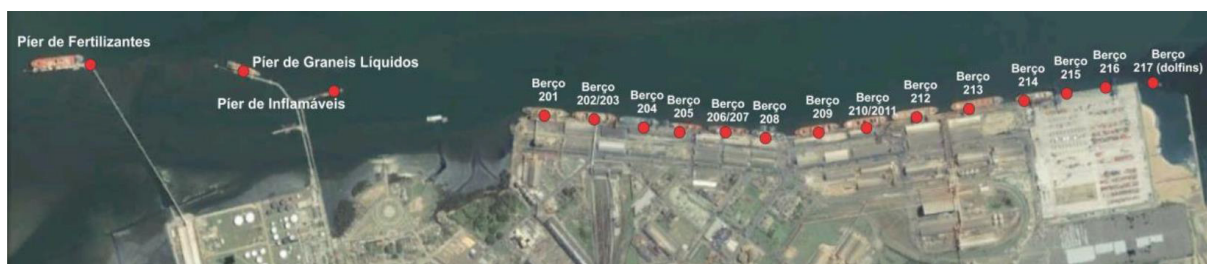 Píer de Fertilizantes
Píer de Graneis Líquidos
Píer de Inflamáveis
Berço
201
Berço
202/203
Berço
204
Berço
205
Berço
206/207
Berço
208
Berço
209
Berço
210/2011
Berço
212
Berço
213
Berço
214
Berço
215
Berço
216
Berço
217 (dolfins)